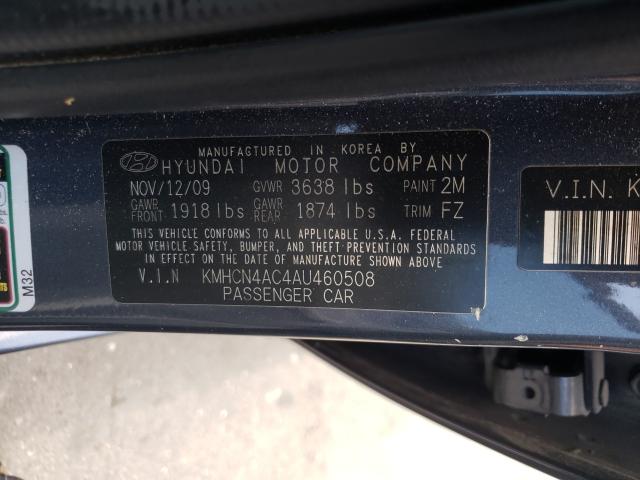 MANUFACTURED IN KOREA BY
HYUNDAI MOTOR COMPANY
NOV/12/09 GVWR 3638 lbs PAINT 2M
GAWR FRONT 1918 lbs GAWR REAR 1874 lbs TRIM FZ
THIS VEHICLE CONFORMS TO ALL APPLICABLE U.S.A. FEDERAL
MOTOR VEHICLE SAFETY, BUMPER, AND THEFT PREVENTION STANDARDS
IN EFFECT ON THE DATE OF MANUFACTURE SHOWN ABOVE.
V.I.N KMHCN4AC4AU460508
PASSENGER CAR
V.I.N. K
M32